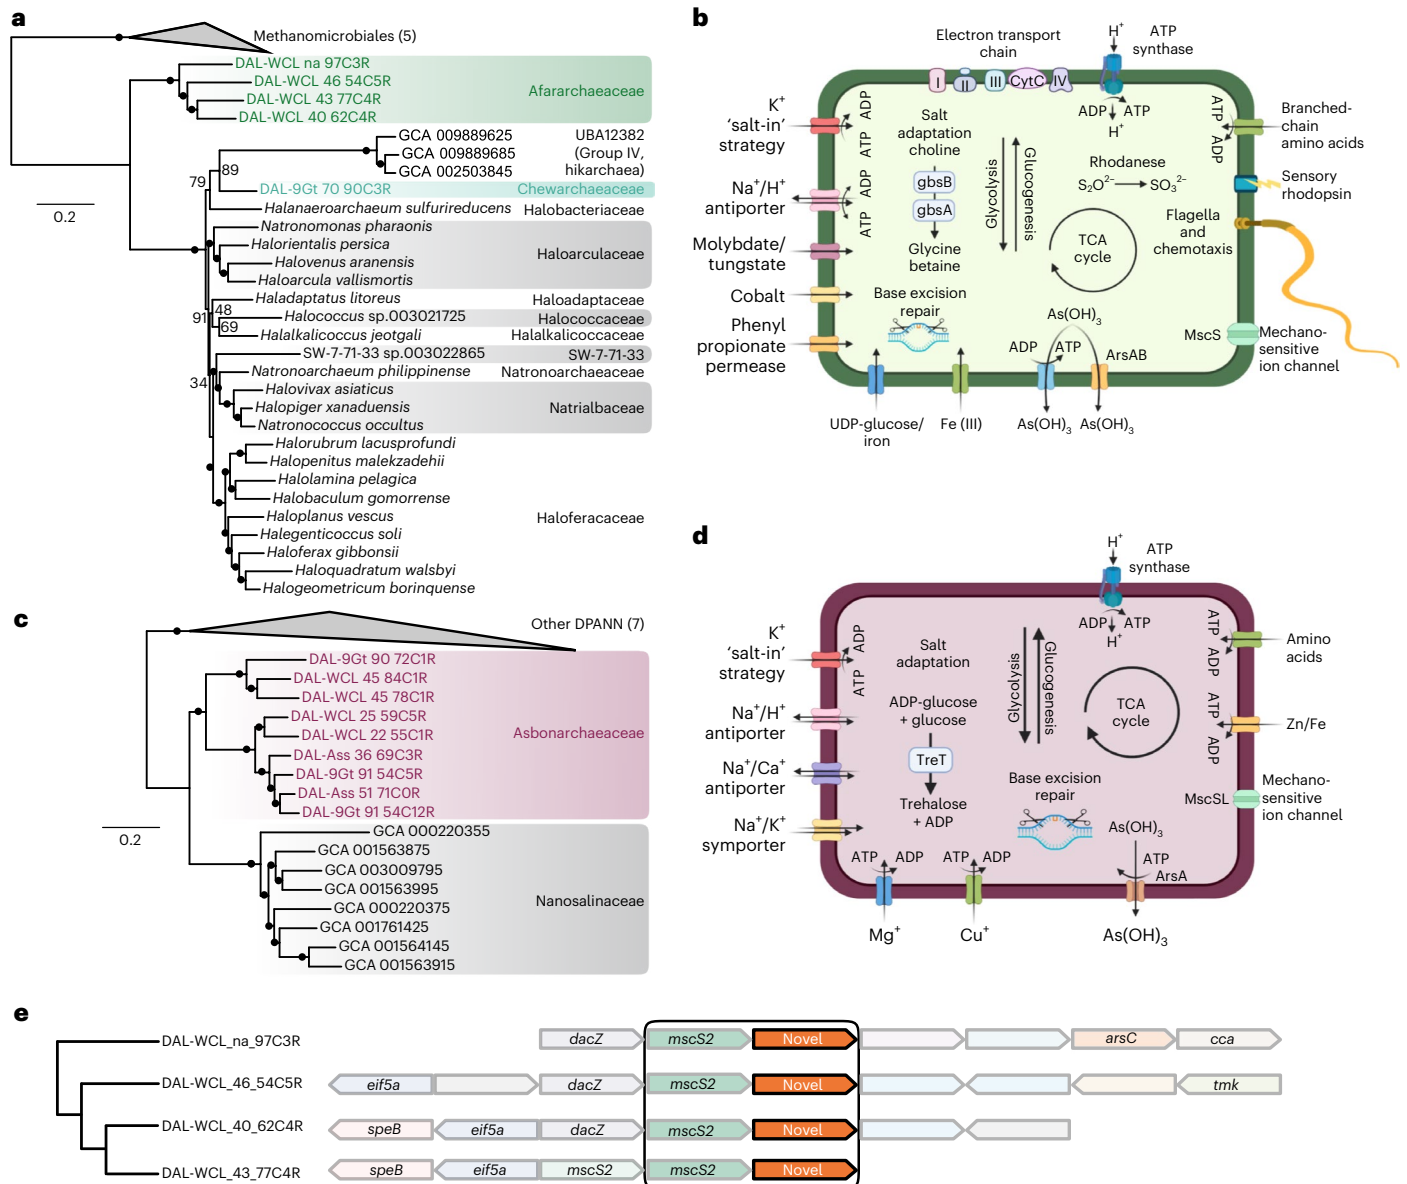 a
Methanomicrobiales (5)
DAL-WCL na 97C3R
DAL-WCL 46 54C5R
DAL-WCL 43 77C4R
DAL-WCL 40 62C4R
Afararchaeaceae
GCA 009889625
GCA 009889685
GCA 002503845
UBA12382
(Group IV,
hikarchaea)
89
79
DAL-9Gt 70 90C3R
Chewarchaeaceae
Halanaeroarchaeum sulfurireducens
Halobacteriaceae
0.2
Natronomonas pharaonis
Halorientalis persica
Halovenus aranensis
Haloarcula vallismortis
Haloarculaceae
Haladaptatus litoreus
Haloadaptaceae
48
91
Halococcus sp.003021725
Halococcaceae
69
Halalkalicoccus jeotgali
Halalkalicoccaceae
SW-7-71-33 sp.003022865
SW-7-71-33
Natronoarchaeum philippinense
Natronoarchaeaceae
34
Halovivax asiaticus
Halopiger xanaduensis
Natronococcus occultus
Natrialbaceae
Halorubrum lacusprofundi
Halopenitus malekzadehii
Halolamina pelagica
Halobaculum gomorrense
Haloplanus vescus
Halegenticoccus soli
Haloferax gibbonsii
Haloquadratum walsbyi
Halogeometricum borinquense
Haloferacaceae
b
Electron transport
chain
I
II
III
CytC
IV
H⁺
ATP
synthase
ADP
ATP
H⁺
K⁺
'salt-in'
strategy
ADP
ATP
Na⁺/H⁺
antiporter
ADP
ATP
Molybdate/
tungstate
Cobalt
Phenyl
propionate
permease
Salt
adaptation
choline
gbsB
gbsA
Glycine
betaine
Glycolysis
Glucogenesis
Rhodanese
S₂O²⁻
SO₃²⁻
TCA
cycle
Base excision
repair
As(OH)₃
ADP
ATP
ArsAB
UDP-glucose/
iron
Fe (III)
As(OH)₃
As(OH)₃
ATP
ADP
Branched-
chain
amino acids
Sensory
rhodopsin
Flagella
and
chemotaxis
MscS
Mechano-
sensitive
ion channel
c
Other DPANN (7)
DAL-9Gt 90 72C1R
DAL-WCL 45 84C1R
DAL-WCL 45 78C1R
DAL-WCL 25 59C5R
DAL-WCL 22 55C1R
DAL-Ass 36 69C3R
DAL-9Gt 91 54C5R
DAL-Ass 51 71C0R
DAL-9Gt 91 54C12R
Asbonarchaeaceae
0.2
GCA 000220355
GCA 001563875
GCA 003009795
GCA 001563995
GCA 000220375
GCA 001761425
GCA 001564145
GCA 001563915
Nanosalinaceae
d
H⁺
ATP
synthase
ADP
ATP
H⁺
K⁺
'salt-in'
strategy
ADP
ATP
Na⁺/H⁺
antiporter
Na⁺/Ca⁺
antiporter
Na⁺/K⁺
symporter
Salt
adaptation
ADP-glucose
+ glucose
TreT
Trehalose
+ ADP
Glycolysis
Glucogenesis
TCA
cycle
Base excision
repair
As(OH)₃
ATP
ArsA
As(OH)₃
ATP
ADP
Mg⁺
ATP
ADP
Cu⁺
ATP
ADP
Amino
acids
ATP
ADP
Zn/Fe
MscSL
Mechano-
sensitive
ion channel
e
DAL-WCL_na_97C3R
dacZ
mscS2
Novel
arsC
cca
DAL-WCL_46_54C5R
eif5a
dacZ
mscS2
Novel
tmk
DAL-WCL_40_62C4R
speB
eif5a
dacZ
mscS2
Novel
DAL-WCL_43_77C4R
speB
eif5a
mscS2
mscS2
Novel